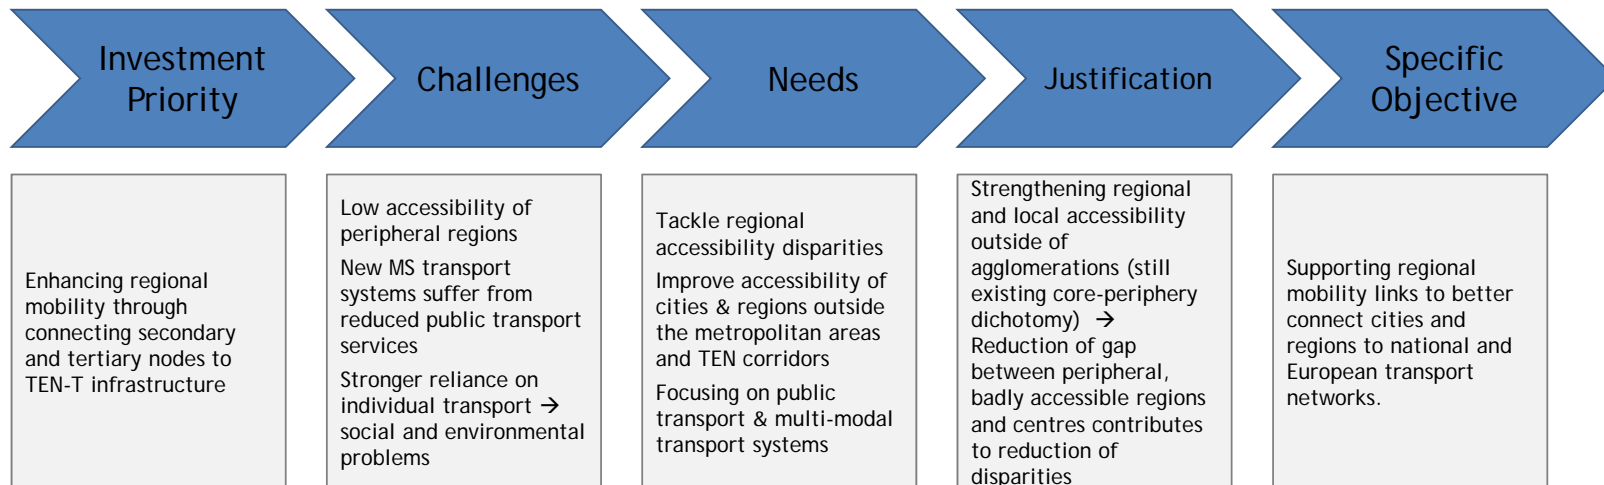 Investment
Priority
Challenges
Needs
Justification
Specific
Objective
Enhancing regional
mobility through
connecting secondary
and tertiary nodes to
TEN-T infrastructure
Low accessibility of
peripheral regions
New MS transport
systems suffer from
reduced public transport
services
Stronger reliance on
individual transport →
social and environmental
problems
Tackle regional
accessibility disparities
Improve accessibility of
cities & regions outside
the metropolitan areas
and TEN corridors
Focusing on public
transport & multi-modal
transport systems
Strengthening regional
and local accessibility
outside of
agglomerations (still
existing core-periphery
dichotomy) →
Reduction of gap
between peripheral,
badly accessible regions
and centres contributes
to reduction of
disparities
Supporting regional
mobility links to better
connect cities and
regions to national and
European transport
networks.